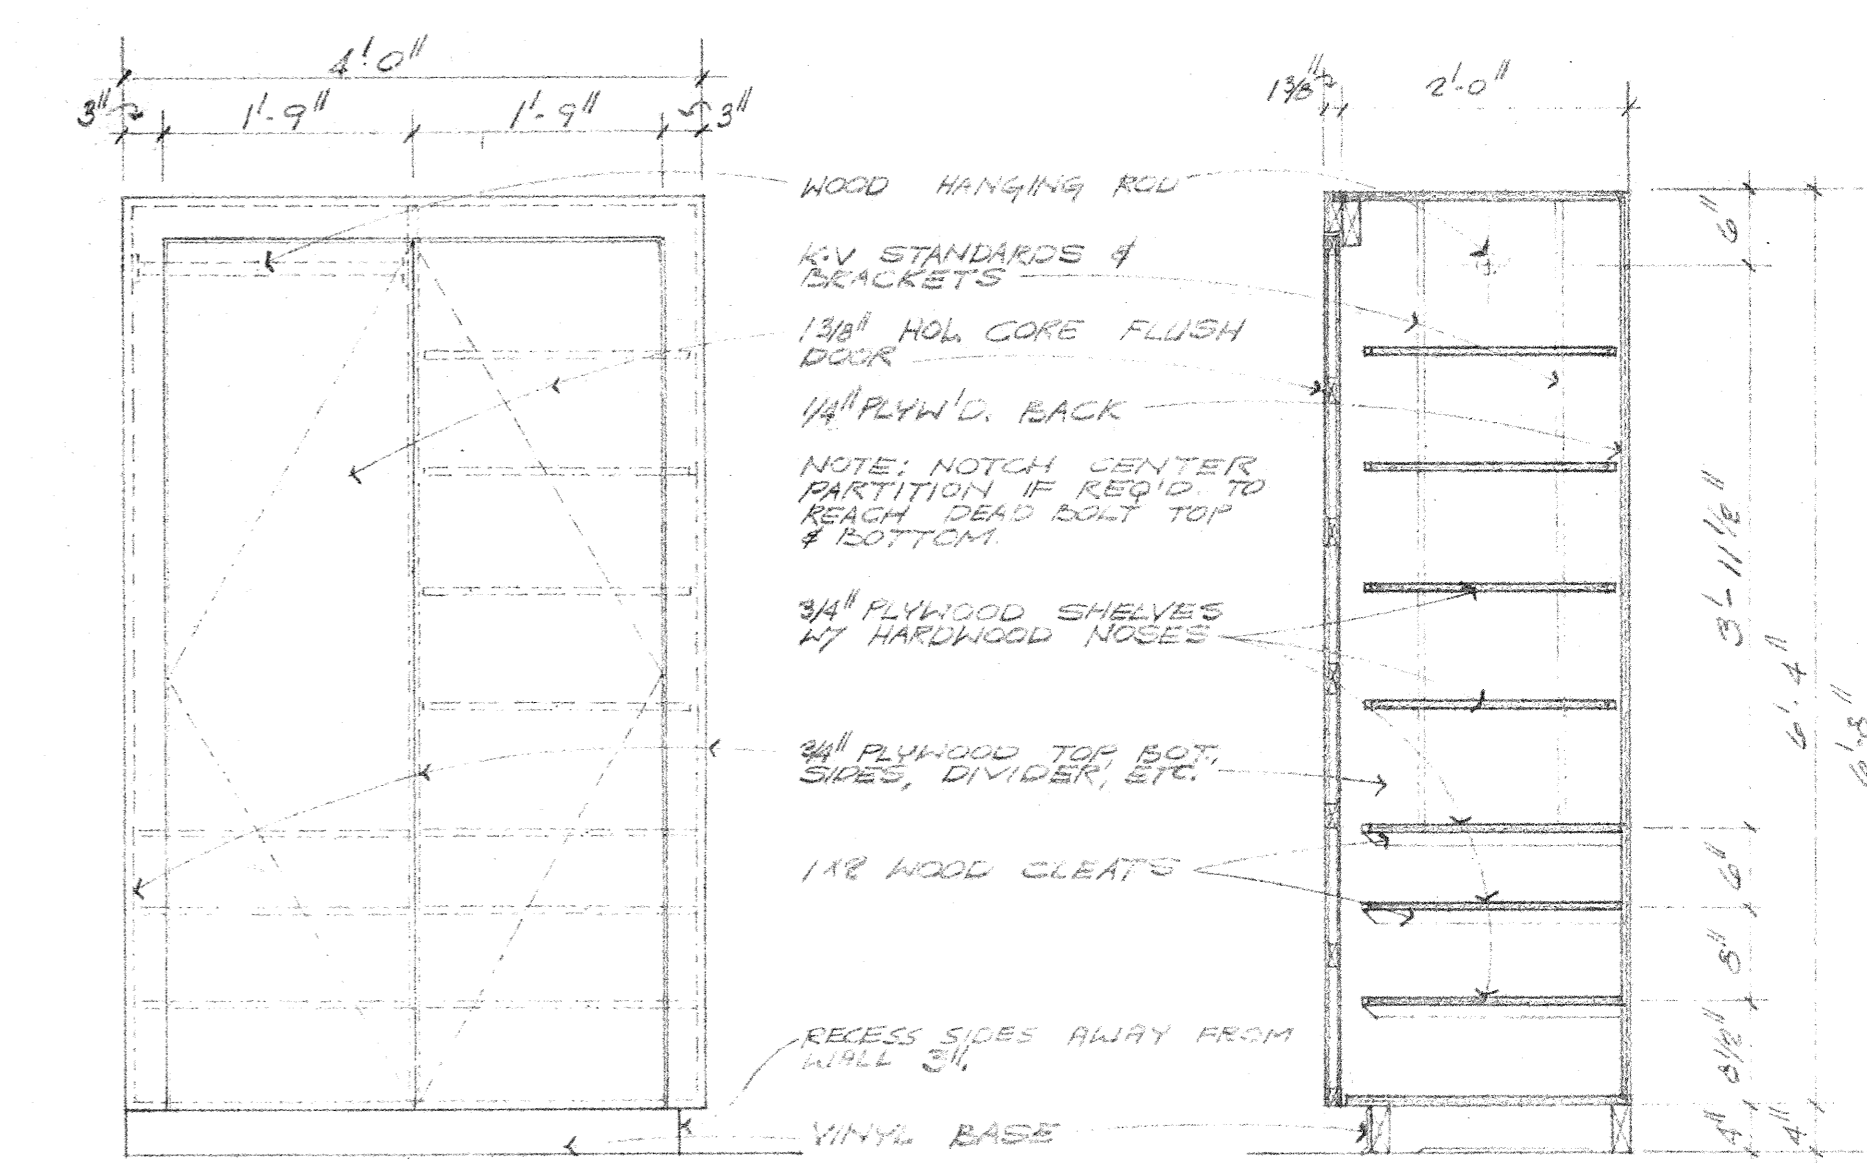 4'-0"
3" 1'-9" 1'-9" 3"
1 3/8" 2'-0"
WOOD HANGING ROD
K-V STANDARDS &
BRACKETS
1 3/8" HOL. CORE FLUSH
DOOR
1/4" PLYW'D. BACK
NOTE: NOTCH CENTER
PARTITION IF REQ'D. TO
REACH DEAD BOLT TOP
& BOTTOM.
3/4" PLYWOOD SHELVES
W/ HARDWOOD NOSES
3/4" PLYWOOD TOP, BOT.,
SIDES, DIVIDER, ETC.
1X2 WOOD CLEATS
RECESS SIDES AWAY FROM
WALL 3".
VINYL BASE
6"
3'-11 1/2"
6"
8"
8 1/2"
4"
6'-4"
4"
6'-8"